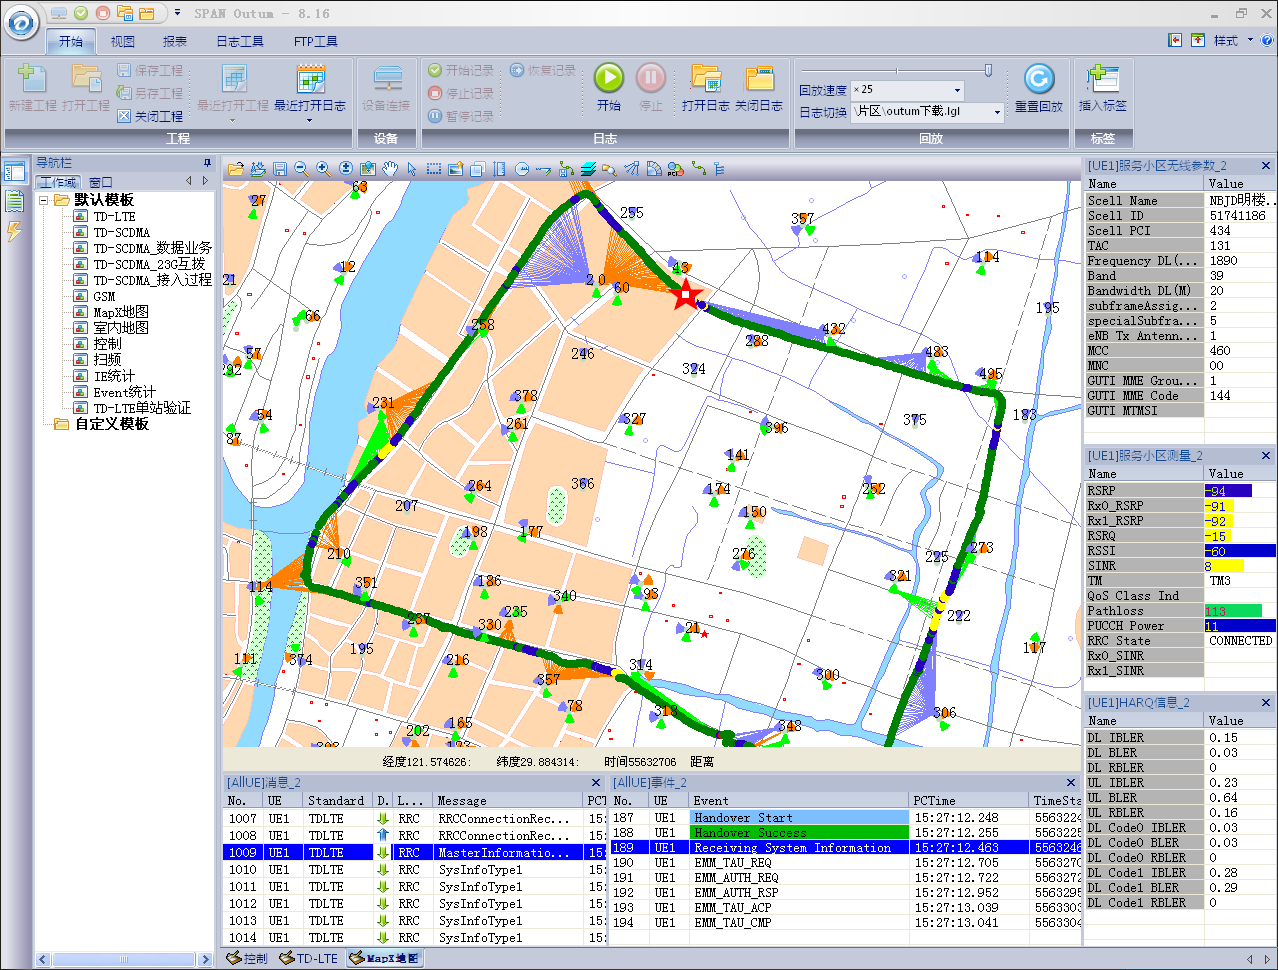 SPAN Outum - 8.16
开始 视图 报表 日志工具 FTP工具 样式
新建工程 打开工程 保存工程 另存工程 关闭工程 最近打开工程 最近打开日志
工程
设备连接
设备
开始记录 停止记录 暂停记录 恢复记录 开始 停止 打开日志 关闭日志
日志
回放速度 ×25
日志切换 \片区\outum下载.lgl
重置回放
回放
插入标签
标签
导航栏
工作域 窗口
默认模板
TD-LTE
TD-SCDMA
TD-SCDMA_数据业务
TD-SCDMA_23G互拨
TD-SCDMA_接入过程
GSM
MapX地图
室内地图
控制
扫频
IE统计
Event统计
TD-LTE单站验证
自定义模板
PCI
63
27
255
357
43
114
12
21
2 0
60
195
66
258
432
288
57
246
483
292
324
495
378
231
54
327
375
183
261
396
37
141
366
264
174
252
207
150
198
177
210
276
225
273
114
351
186
321
93
340
235
222
267
330
21
195
117
111
374
216
314
357
300
78
313
306
165
202
348
经度121.574626: 纬度29.884314: 时间55632706 距离
[AllUE]消息_2
No. UE Standard D. L... Message PCT
1007 UE1 TDLTE RRC RRCConnectionRec... 15:
1008 UE1 TDLTE RRC RRCConnectionRec... 15:
1009 UE1 TDLTE RRC MasterInformatio... 15:
1010 UE1 TDLTE RRC SysInfoType1 15:
1011 UE1 TDLTE RRC SysInfoType1 15:
1012 UE1 TDLTE RRC SysInfoType1 15:
1013 UE1 TDLTE RRC SysInfoType1 15:
1014 UE1 TDLTE RRC SysInfoType1 15:
[AllUE]事件_2
No. UE Event PCTime TimeSta
187 UE1 Handover Start 15:27:12.248 5563224
188 UE1 Handover Success 15:27:12.255 5563225
189 UE1 Receiving System Information 15:27:12.463 5563246
190 UE1 EMM_TAU_REQ 15:27:12.705 5563270
191 UE1 EMM_AUTH_REQ 15:27:12.722 5563272
192 UE1 EMM_AUTH_RSP 15:27:12.952 5563295
193 UE1 EMM_TAU_ACP 15:27:13.039 5563303
194 UE1 EMM_TAU_CMP 15:27:13.041 5563304
控制 TD-LTE MapX地图
[UE1]服务小区无线参数_2
Name Value
Scell Name NBJD明楼..
Scell ID 51741186
Scell PCI 434
TAC 131
Frequency DL(... 1890
Band 39
Bandwidth DL(M) 20
subframeAssig... 2
specialSubfra... 5
eNB Tx Antenn... 1
MCC 460
MNC 00
GUTI MME Grou... 1
GUTI MME Code 144
GUTI MTMSI
[UE1]服务小区测量_2
Name Value
RSRP -94
Rx0_RSRP -91
Rx1_RSRP -92
RSRQ -15
RSSI -60
SINR 8
TM TM3
QoS Class Ind
Pathloss 113
PUCCH Power 11
RRC State CONNECTED
Rx0_SINR
Rx1_SINR
[UE1]HARQ信息_2
Name Value
DL IBLER 0.15
DL BLER 0.03
DL RBLER 0
UL IBLER 0.23
UL BLER 0.64
UL RBLER 0.16
DL Code0 IBLER 0.03
DL Code0 BLER 0.03
DL Code0 RBLER 0
DL Code1 IBLER 0.28
DL Code1 BLER 0.29
DL Code1 RBLER 0